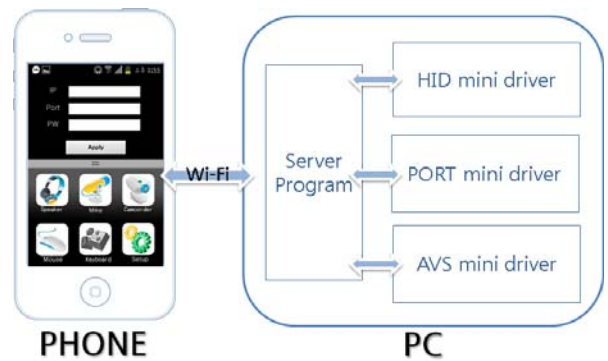 IP
Port
PW
Apply
Speaker
Mike
Camcorder
Mouse
Keyboard
Setup
PHONE
Wi-Fi
Server
Program
HID mini driver
PORT mini driver
AVS mini driver
PC